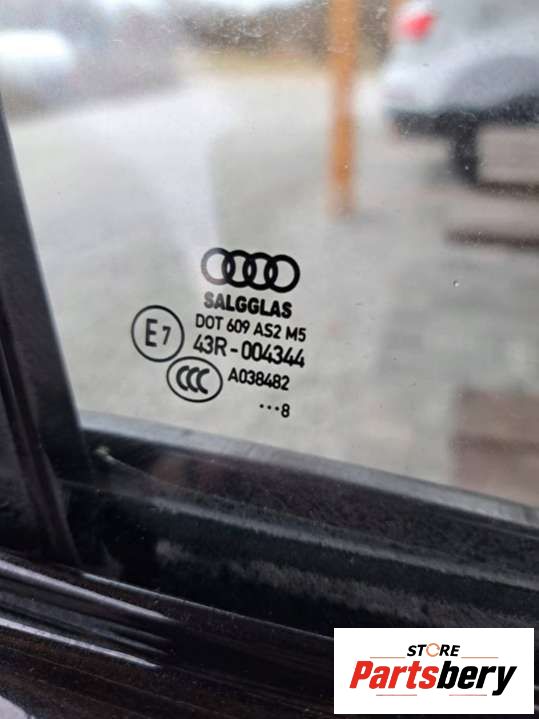 SALGGLAS
DOT 609 AS2 M5
E7
43R-004344
CCC
A038482
···8
STORE
Partsbery